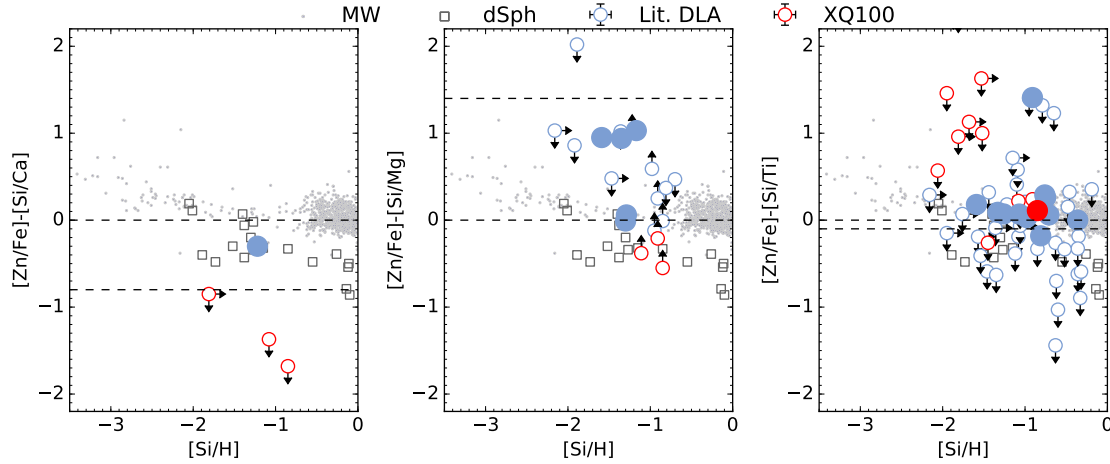 MW dSph Lit. DLA XQ100
2 2 2
1 1 1
0 0 0
−1 −1 −1
−2 −2 −2
[Zn/Fe]-[Si/Ca] [Zn/Fe]-[Si/Mg] [Zn/Fe]-[Si/Ti]
−3 −2 −1 0 −3 −2 −1 0 −3 −2 −1 0
[Si/H] [Si/H] [Si/H]